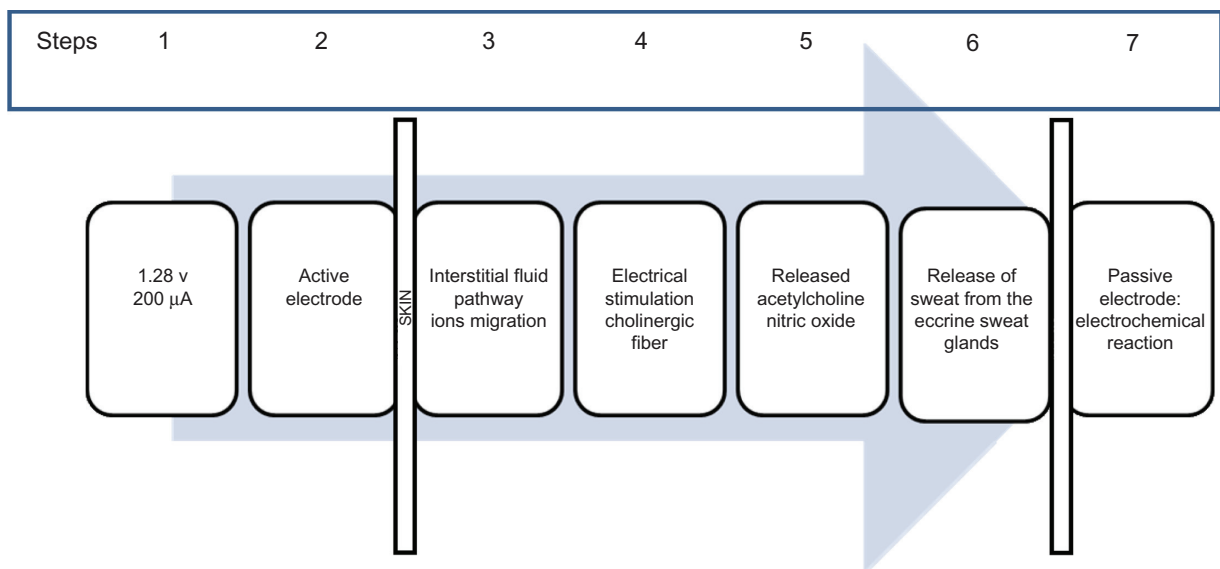 Steps 1 2 3 4 5 6 7
1.28 v
200 µA
Active
electrode
SKIN
Interstitial fluid
pathway
ions migration
Electrical
stimulation
cholinergic
fiber
Released
acetylcholine
nitric oxide
Release of
sweat from the
eccrine sweat
glands
Passive
electrode:
electrochemical
reaction